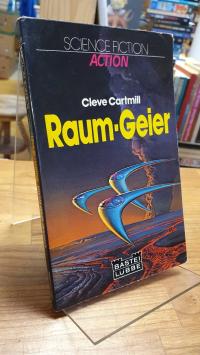 SCIENCE FICTION
ACTION
Cleve Cartmill
Raum-Geier
BASTEI
LÜBBE